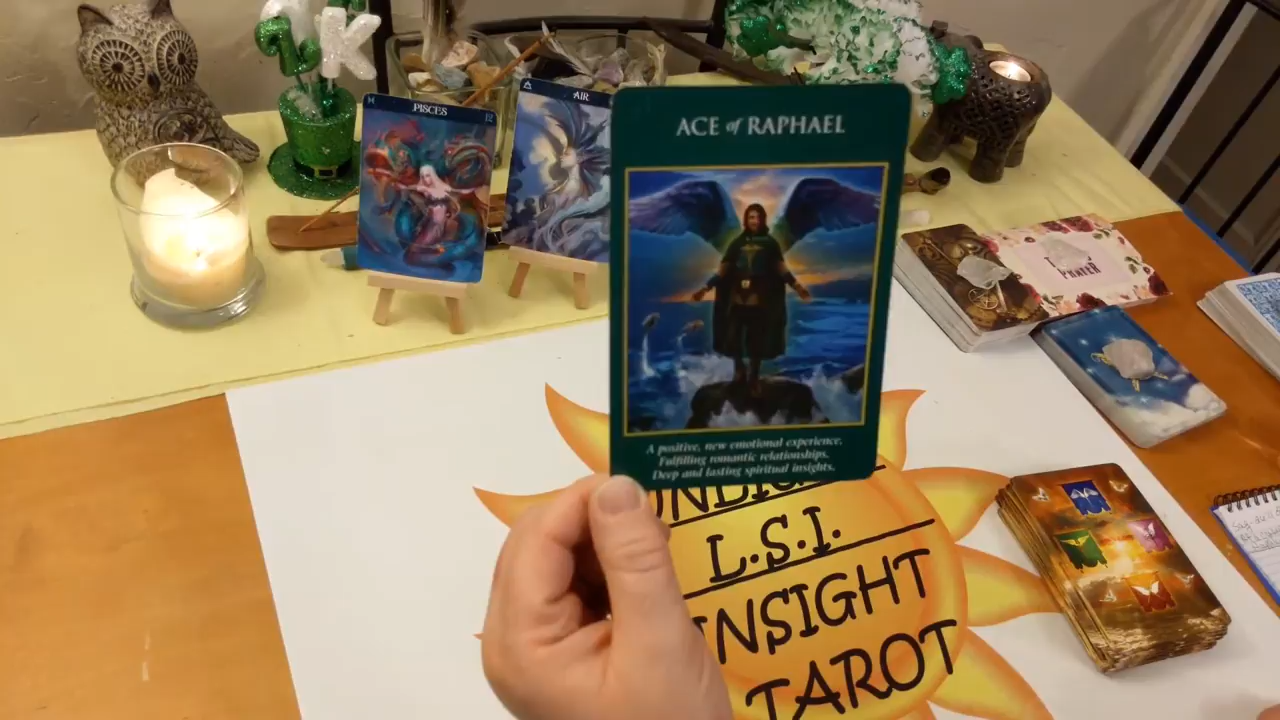 K
PISCES
12
AIR
ACE of RAPHAEL
A positive, new emotional experience.
Fulfilling romantic relationships.
Deep and lasting spiritual insights.
L.S.I.
INSIGHT
TAROT
PRAYER